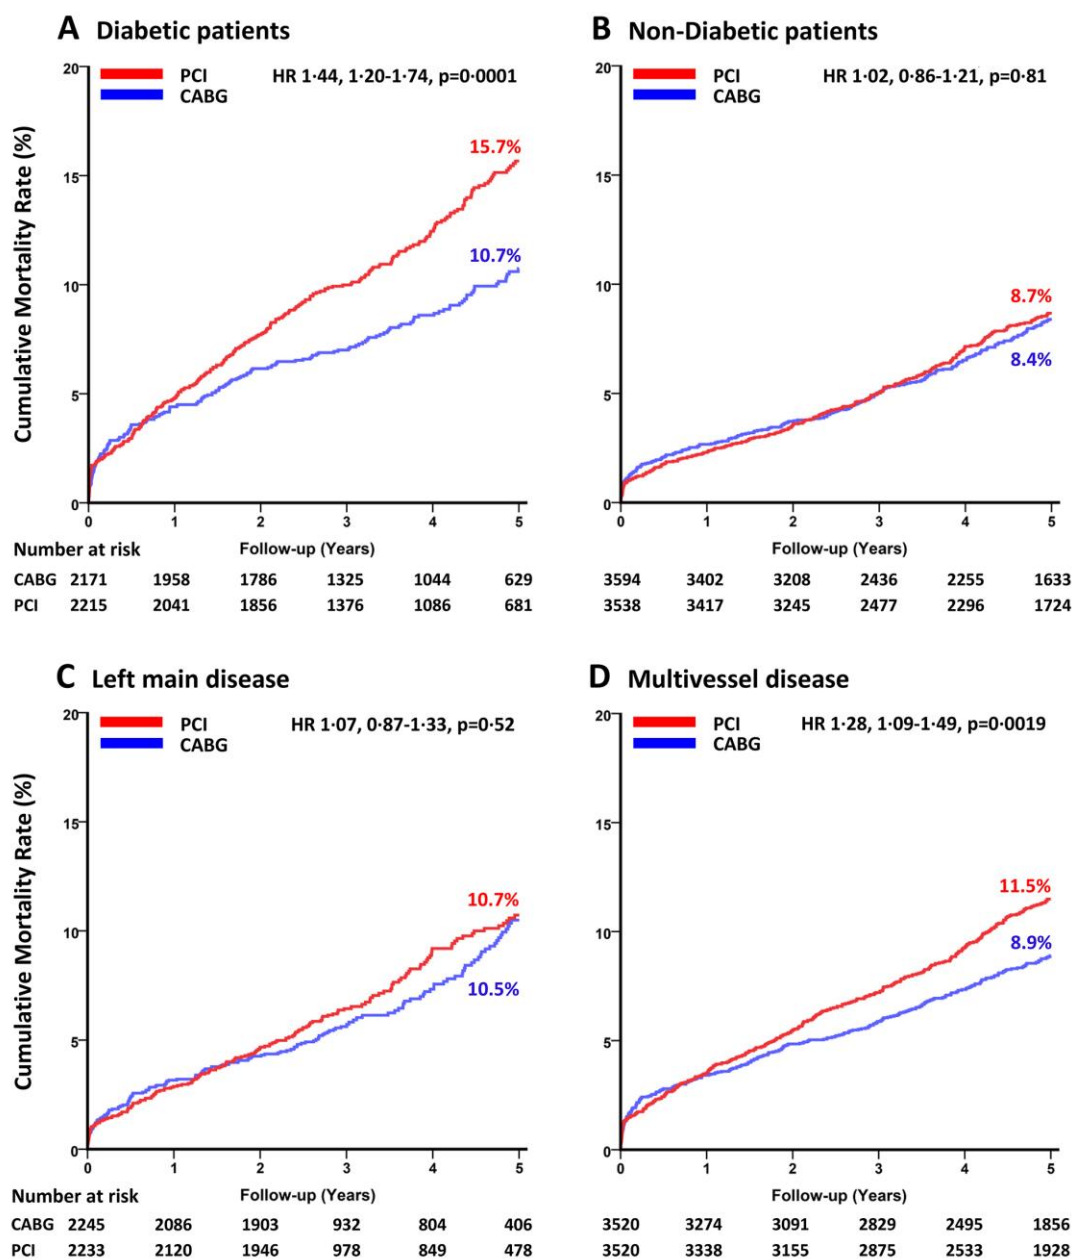 A Diabetic patients
20
PCI
CABG
HR 1·44, 1·20-1·74, p=0·0001
15.7%
15
10.7%
10
5
0
Cumulative Mortality Rate (%)
0 1 2 3 4 5
Follow-up (Years)
Number at risk
CABG 2171 1958 1786 1325 1044 629
PCI 2215 2041 1856 1376 1086 681
B Non-Diabetic patients
20
PCI
CABG
HR 1·02, 0·86-1·21, p=0·81
15
10
8.7%
8.4%
5
0
0 1 2 3 4 5
Follow-up (Years)
3594 3402 3208 2436 2255 1633
3538 3417 3245 2477 2296 1724
C Left main disease
20
PCI
CABG
HR 1·07, 0·87-1·33, p=0·52
15
10.7%
10
10.5%
5
0
Cumulative Mortality Rate (%)
0 1 2 3 4 5
Follow-up (Years)
Number at risk
CABG 2245 2086 1903 932 804 406
PCI 2233 2120 1946 978 849 478
D Multivessel disease
20
PCI
CABG
HR 1·28, 1·09-1·49, p=0·0019
15
11.5%
10
8.9%
5
0
0 1 2 3 4 5
Follow-up (Years)
3520 3274 3091 2829 2495 1856
3520 3338 3155 2875 2533 1928